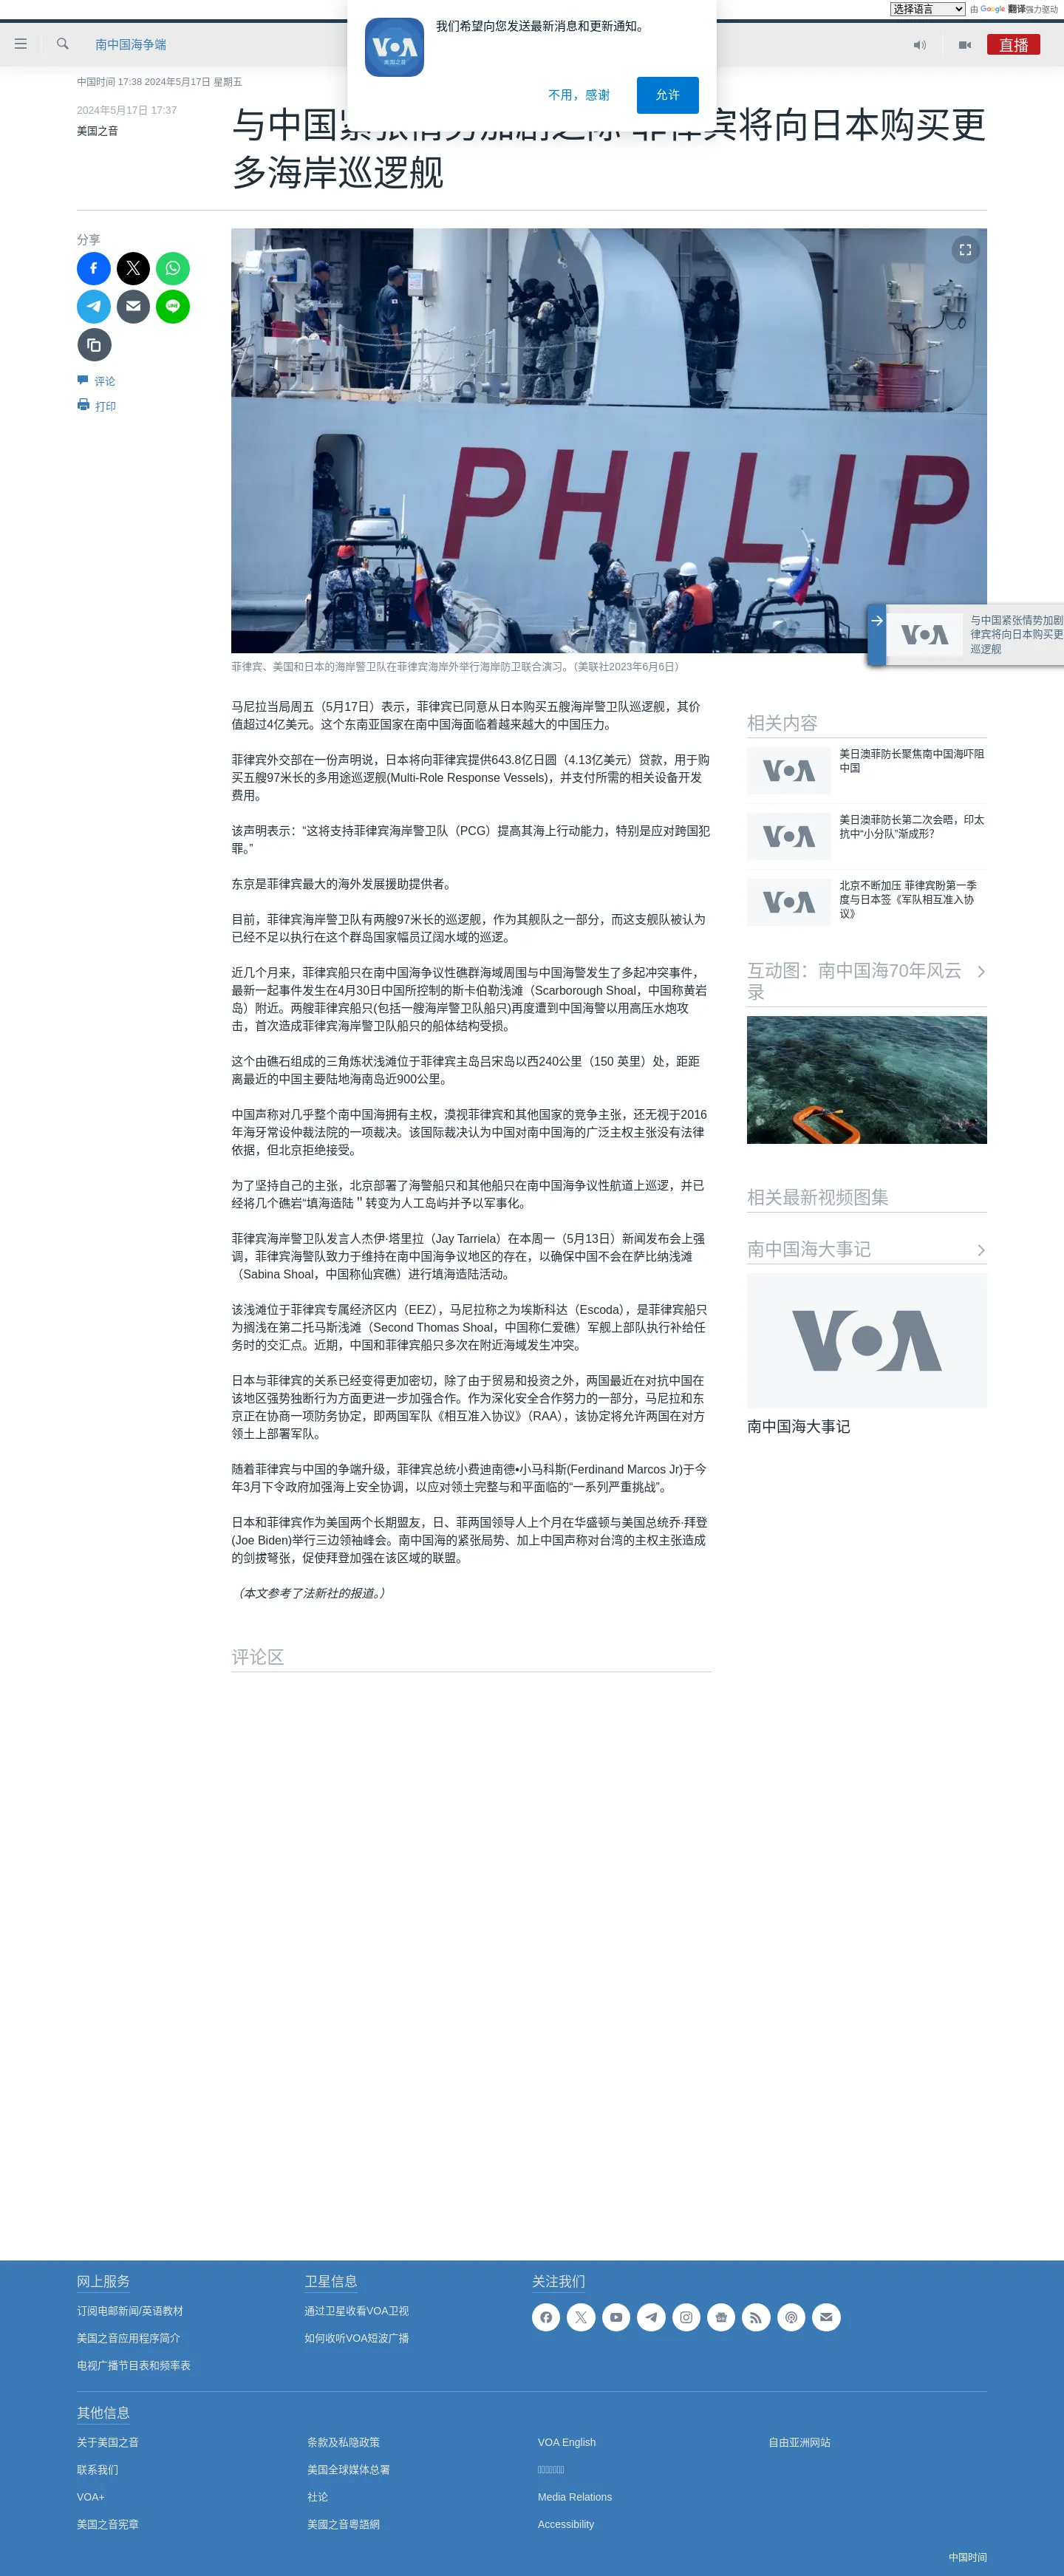 选择语言
由 Google 翻译强力驱动
我们希望向您发送最新消息和更新通知。
VOA
美国之音
不用，感谢
允许
南中国海争端
直播
中国时间 17:38 2024年5月17日 星期五
2024年5月17日 17:37
美国之音
宾将向日本购买更
多海岸巡逻舰
分享
评论
打印
PHILIP
菲律宾、美国和日本的海岸警卫队在菲律宾海岸外举行海岸防卫联合演习。（美联社2023年6月6日）
VOA
与中国紧张情势加剧
律宾将向日本购买更
巡逻舰
马尼拉当局周五（5月17日）表示，菲律宾已同意从日本购买五艘海岸警卫队巡逻舰，其价
值超过4亿美元。这个东南亚国家在南中国海面临着越来越大的中国压力。
菲律宾外交部在一份声明说，日本将向菲律宾提供643.8亿日圆（4.13亿美元）贷款，用于购
买五艘97米长的多用途巡逻舰(Multi-Role Response Vessels)，并支付所需的相关设备开发
费用。
该声明表示：“这将支持菲律宾海岸警卫队（PCG）提高其海上行动能力，特别是应对跨国犯
罪。”
东京是菲律宾最大的海外发展援助提供者。
目前，菲律宾海岸警卫队有两艘97米长的巡逻舰，作为其舰队之一部分，而这支舰队被认为
已经不足以执行在这个群岛国家幅员辽阔水域的巡逻。
近几个月来，菲律宾船只在南中国海争议性礁群海域周围与中国海警发生了多起冲突事件，
最新一起事件发生在4月30日中国所控制的斯卡伯勒浅滩（Scarborough Shoal，中国称黄岩
岛）附近。两艘菲律宾船只(包括一艘海岸警卫队船只)再度遭到中国海警以用高压水炮攻
击，首次造成菲律宾海岸警卫队船只的船体结构受损。
这个由礁石组成的三角炼状浅滩位于菲律宾主岛吕宋岛以西240公里（150 英里）处，距距
离最近的中国主要陆地海南岛近900公里。
中国声称对几乎整个南中国海拥有主权，漠视菲律宾和其他国家的竞争主张，还无视于2016
年海牙常设仲裁法院的一项裁决。该国际裁决认为中国对南中国海的广泛主权主张没有法律
依据，但北京拒绝接受。
为了坚持自己的主张，北京部署了海警船只和其他船只在南中国海争议性航道上巡逻，并已
经将几个礁岩“填海造陆＂转变为人工岛屿并予以军事化。
菲律宾海岸警卫队发言人杰伊·塔里拉（Jay Tarriela）在本周一（5月13日）新闻发布会上强
调，菲律宾海警队致力于维持在南中国海争议地区的存在，以确保中国不会在萨比纳浅滩
（Sabina Shoal，中国称仙宾礁）进行填海造陆活动。
该浅滩位于菲律宾专属经济区内（EEZ），马尼拉称之为埃斯科达（Escoda），是菲律宾船只
为搁浅在第二托马斯浅滩（Second Thomas Shoal，中国称仁爱礁）军舰上部队执行补给任
务时的交汇点。近期，中国和菲律宾船只多次在附近海域发生冲突。
日本与菲律宾的关系已经变得更加密切，除了由于贸易和投资之外，两国最近在对抗中国在
该地区强势独断行为方面更进一步加强合作。作为深化安全合作努力的一部分，马尼拉和东
京正在协商一项防务协定，即两国军队《相互准入协议》（RAA），该协定将允许两国在对方
领土上部署军队。
随着菲律宾与中国的争端升级，菲律宾总统小费迪南德•小马科斯(Ferdinand Marcos Jr)于今
年3月下令政府加强海上安全协调，以应对领土完整与和平面临的“一系列严重挑战”。
日本和菲律宾作为美国两个长期盟友，日、菲两国领导人上个月在华盛顿与美国总统乔·拜登
(Joe Biden)举行三边领袖峰会。南中国海的紧张局势、加上中国声称对台湾的主权主张造成
的剑拔弩张，促使拜登加强在该区域的联盟。
（本文参考了法新社的报道。）
评论区
相关内容
VOA
美日澳菲防长聚焦南中国海吓阻
中国
VOA
美日澳菲防长第二次会晤，印太
抗中“小分队”渐成形？
VOA
北京不断加压 菲律宾盼第一季
度与日本签《军队相互准入协
议》
互动图：南中国海70年风云
录
相关最新视频图集
南中国海大事记
VOA
南中国海大事记
网上服务
订阅电邮新闻/英语教材
美国之音应用程序简介
电视广播节目表和频率表
卫星信息
通过卫星收看VOA卫视
如何收听VOA短波广播
关注我们
其他信息
关于美国之音
联系我们
VOA+
美国之音宪章
条款及私隐政策
美国全球媒体总署
社论
美國之音粵語網
VOA English
Media Relations
Accessibility
自由亚洲网站
中国时间